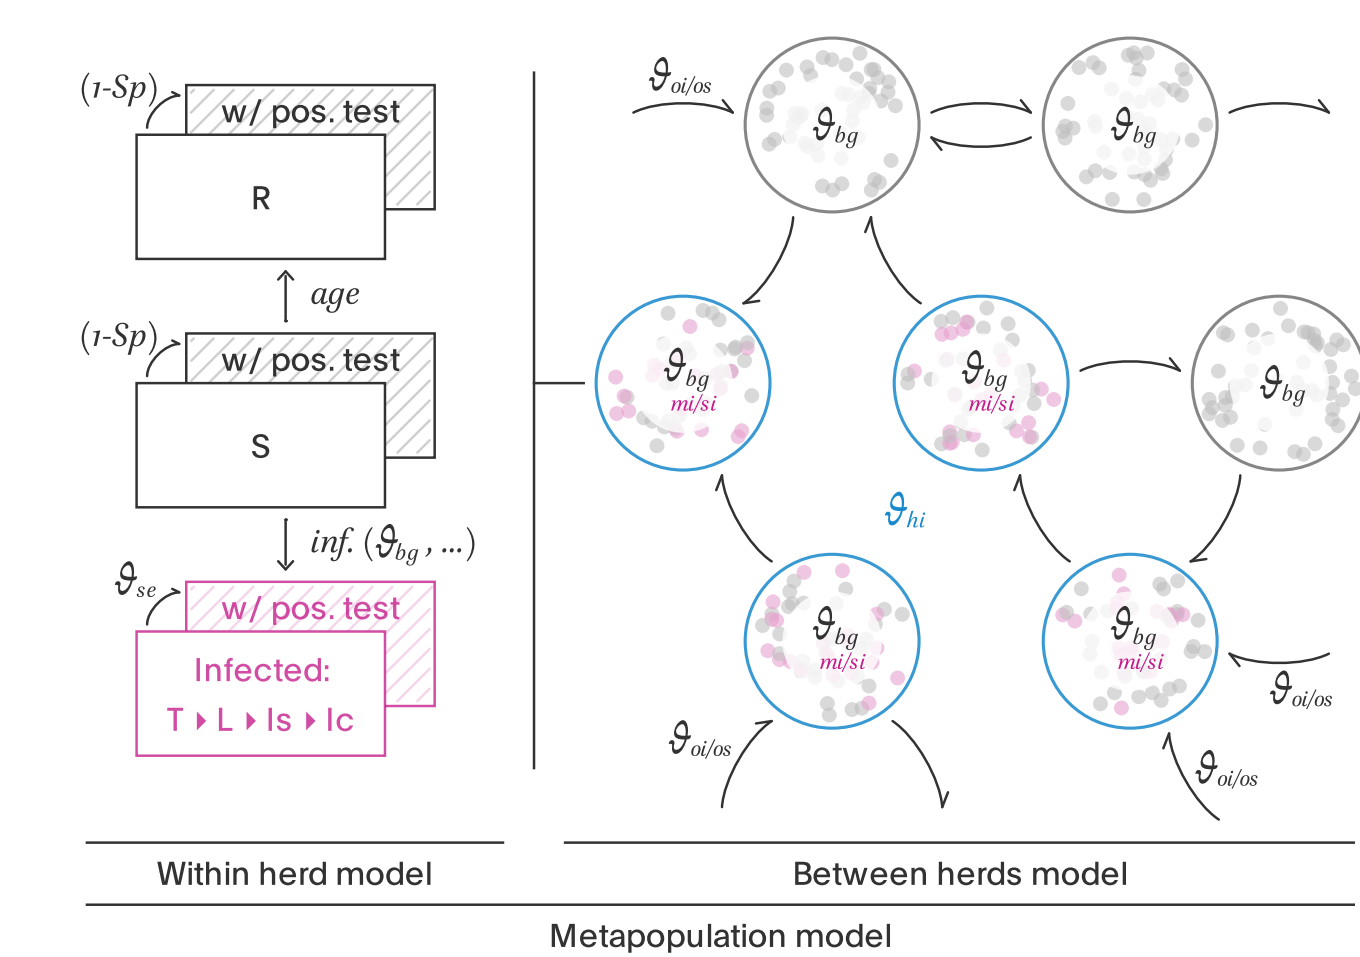 (1-Sp)
w/ pos. test
R
age
(1-Sp)
w/ pos. test
S
inf. (ϑbg , ...)
ϑse
w/ pos. test
Infected:
T ▸ L ▸ Is ▸ Ic
Within herd model
ϑoi/os
ϑbg
ϑbg
ϑbg
mi/si
ϑbg
mi/si
ϑbg
ϑhi
ϑbg
mi/si
ϑbg
mi/si
ϑoi/os
ϑoi/os
ϑoi/os
Between herds model
Metapopulation model